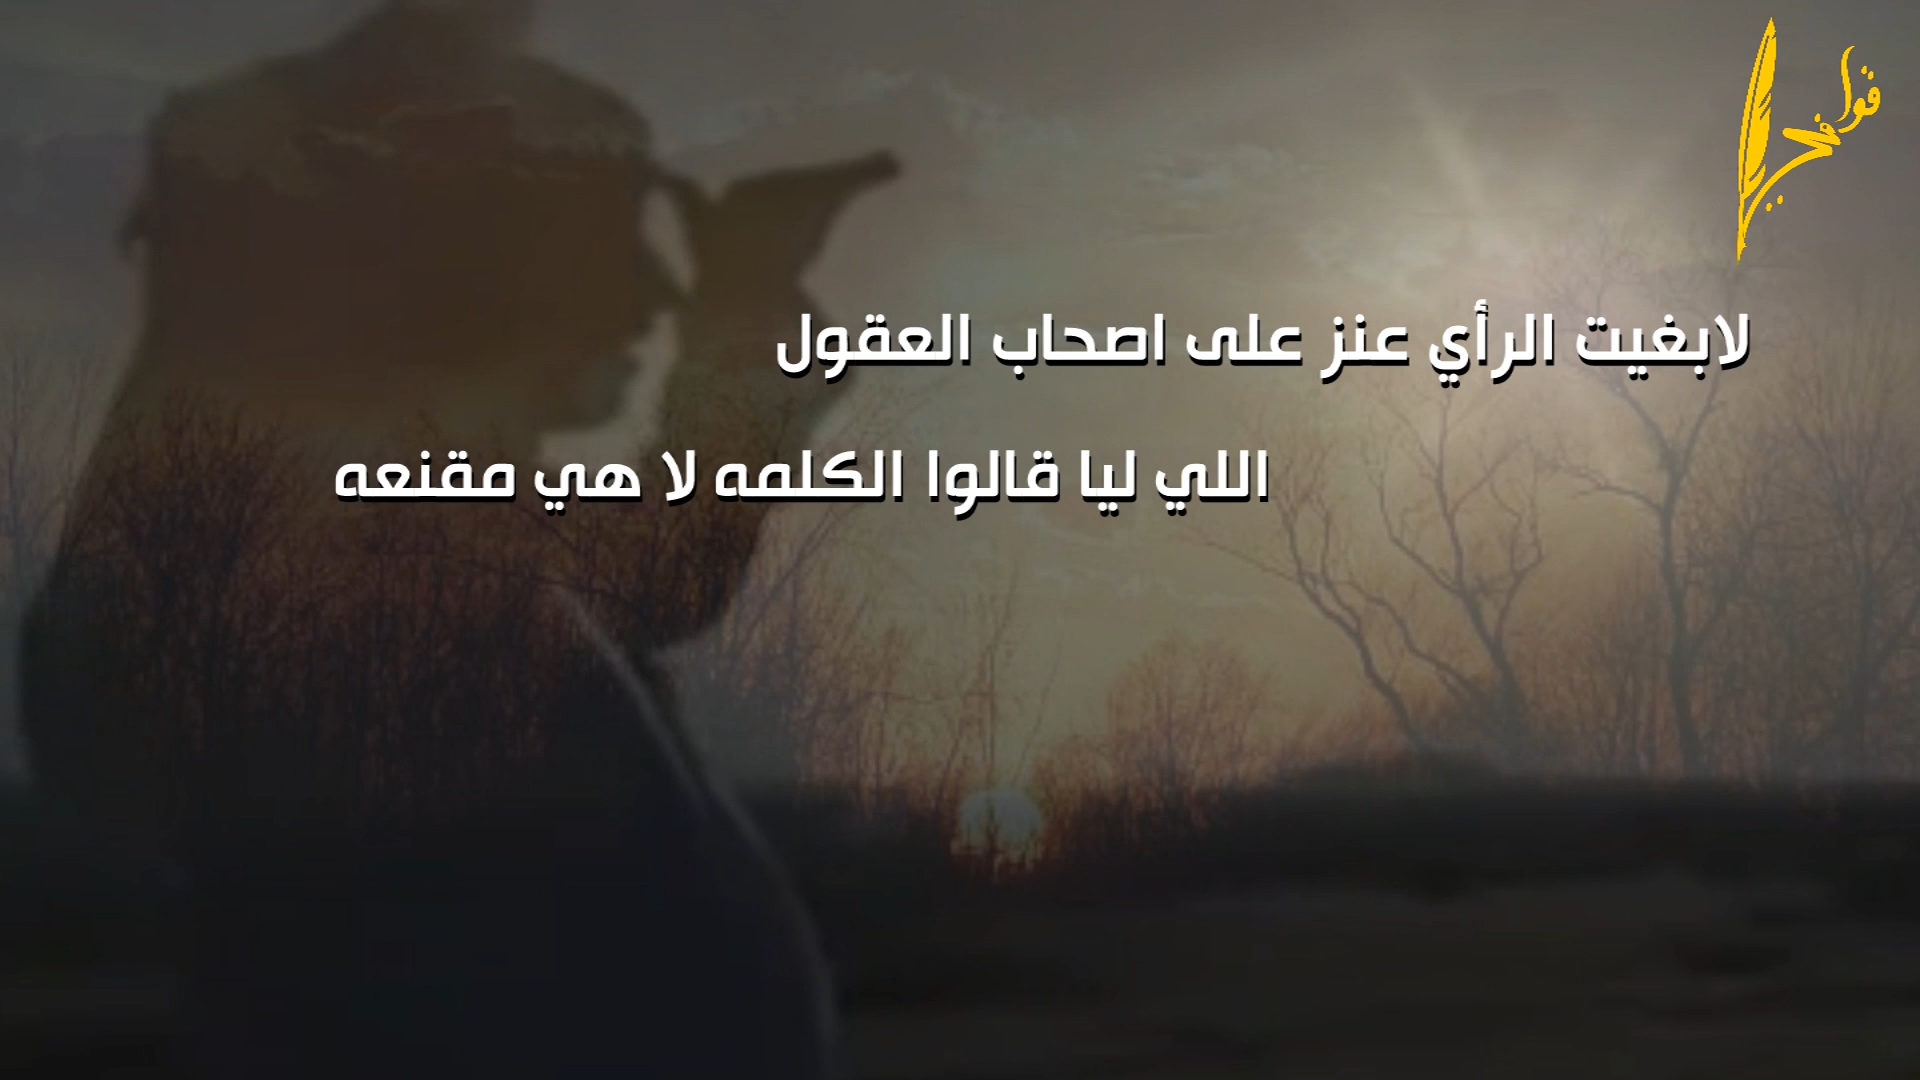 لابغيت الرأي عنز على اصحاب العقول
اللي ليا قالوا الكلمه لا هي مقنعه